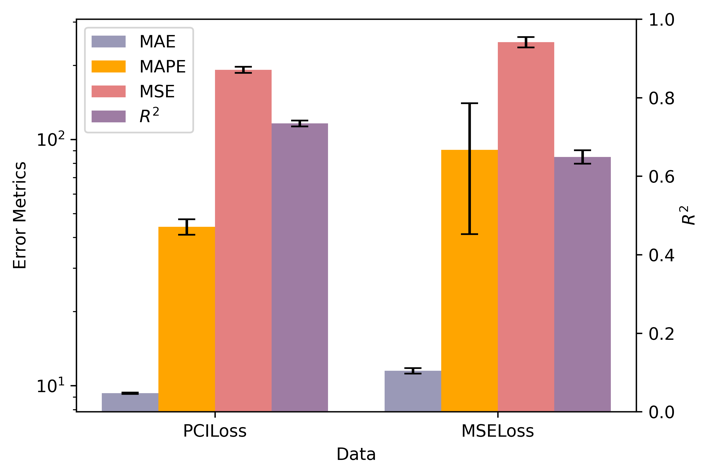 MAE
MAPE
MSE
R²
10²
10¹
Error Metrics
1.0
0.8
0.6
0.4
0.2
0.0
R²
PCILoss
MSELoss
Data